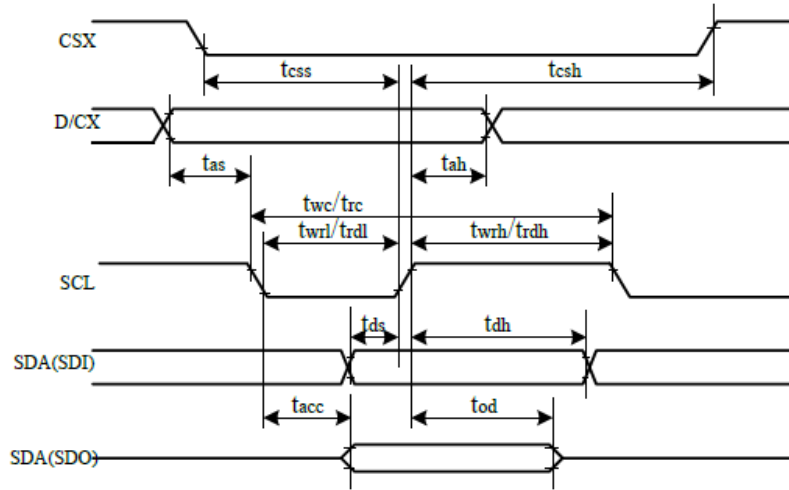 CSX
tcss
tcsh
D/CX
tas
tah
twc/trc
twrl/trdl
twrh/trdh
SCL
tds
tdh
SDA(SDI)
tacc
tod
SDA(SDO)